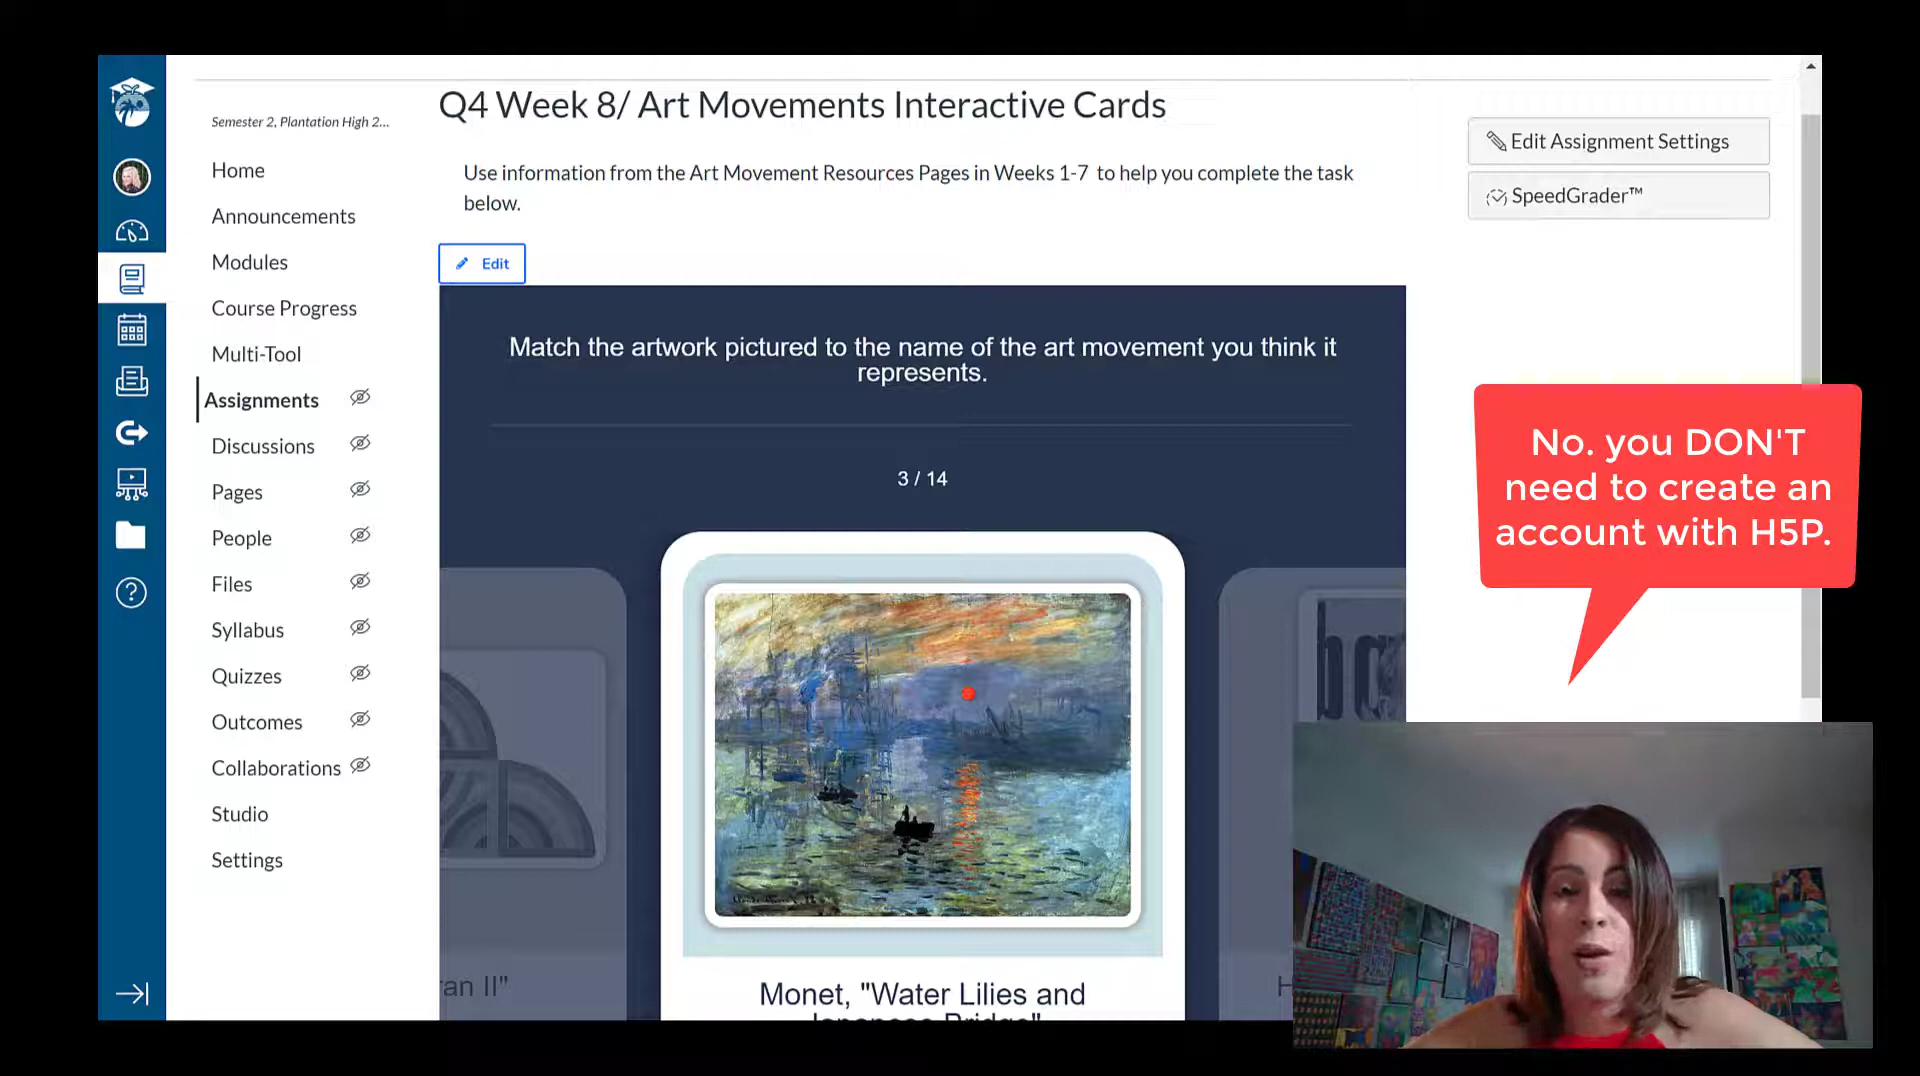 Semester 2, Plantation High 2...
Home
Announcements
Modules
Course Progress
Multi-Tool
Assignments
Discussions
Pages
People
Files
Syllabus
Quizzes
Outcomes
Collaborations
Studio
Settings
Q4 Week 8/ Art Movements Interactive Cards
Use information from the Art Movement Resources Pages in Weeks 1-7 to help you complete the task
below.
Edit
Match the artwork pictured to the name of the art movement you think it
represents.
3 / 14
an II"
Monet, "Water Lilies and
Japanese Bridge"
Edit Assignment Settings
SpeedGrader™
No. you DON'T
need to create an
account with H5P.